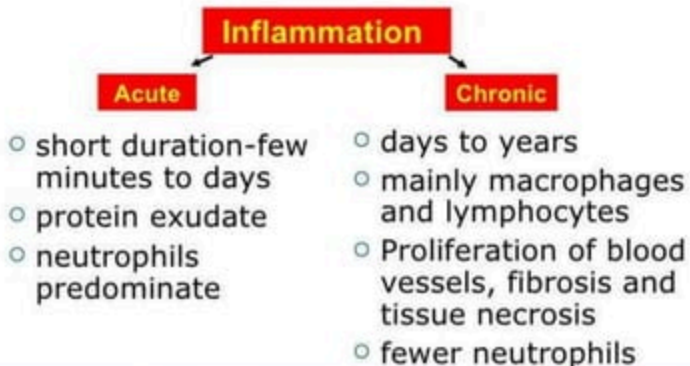 Inflammation
Acute
short duration-few
minutes to days
protein exudate
neutrophils
predominate
Chronic
days to years
mainly macrophages
and lymphocytes
Proliferation of blood
vessels, fibrosis and
tissue necrosis
fewer neutrophils